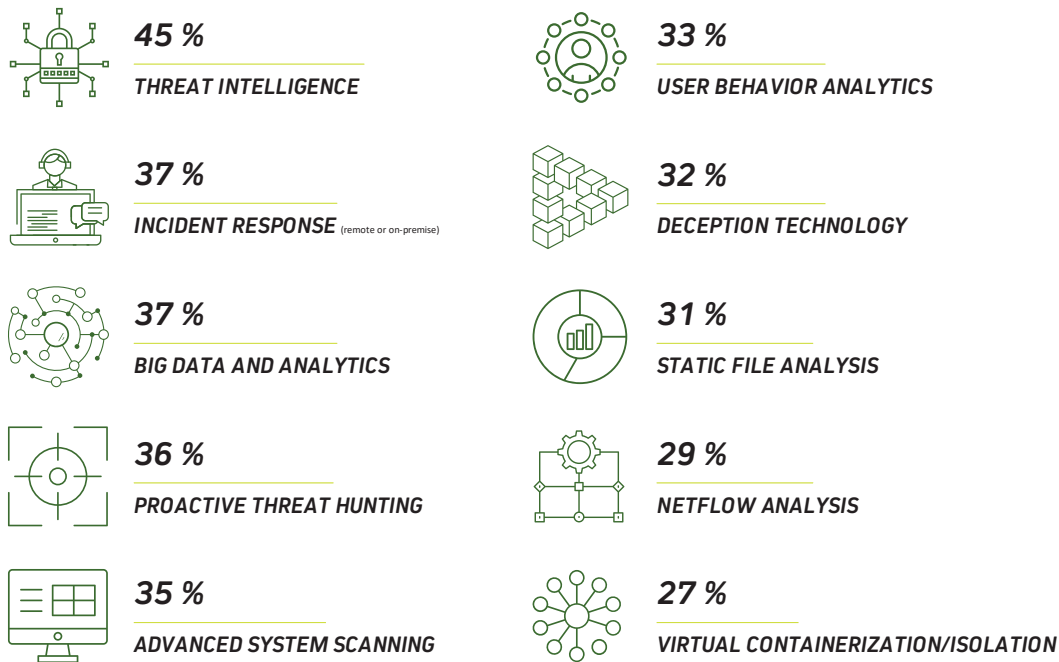 45 %
THREAT INTELLIGENCE
37 %
INCIDENT RESPONSE (remote or on-premise)
37 %
BIG DATA AND ANALYTICS
36 %
PROACTIVE THREAT HUNTING
35 %
ADVANCED SYSTEM SCANNING
33 %
USER BEHAVIOR ANALYTICS
32 %
DECEPTION TECHNOLOGY
31 %
STATIC FILE ANALYSIS
29 %
NETFLOW ANALYSIS
27 %
VIRTUAL CONTAINERIZATION/ISOLATION